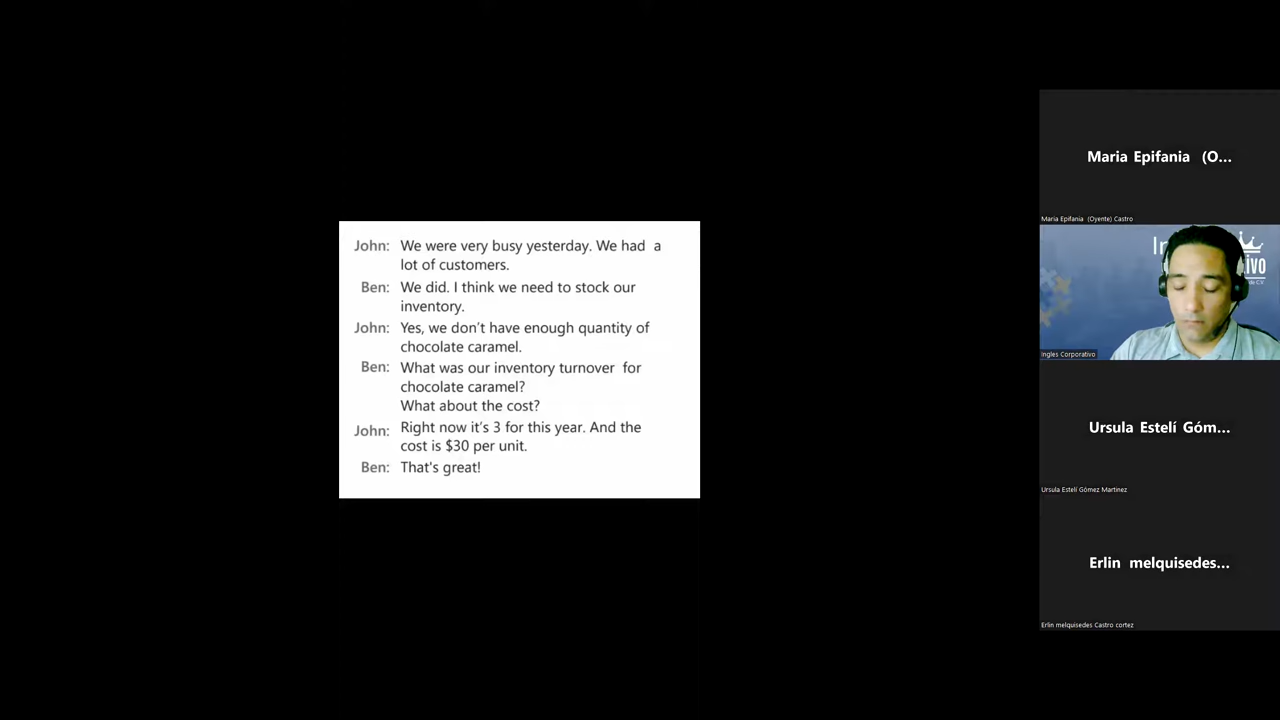 John: We were very busy yesterday. We had a
lot of customers.
Ben: We did. I think we need to stock our
inventory.
John: Yes, we don't have enough quantity of
chocolate caramel.
Ben: What was our inventory turnover for
chocolate caramel?
What about the cost?
John: Right now it's 3 for this year. And the
cost is $30 per unit.
Ben: That's great!
Maria Epifania (O...
Maria Epifania (Oyente) Castro
Ingles Corporativo
Ursula Estelí Góm...
Ursula Estelí Gómez Martinez
Erlin melquisedes...
Erlin melquisedes Castro cortez